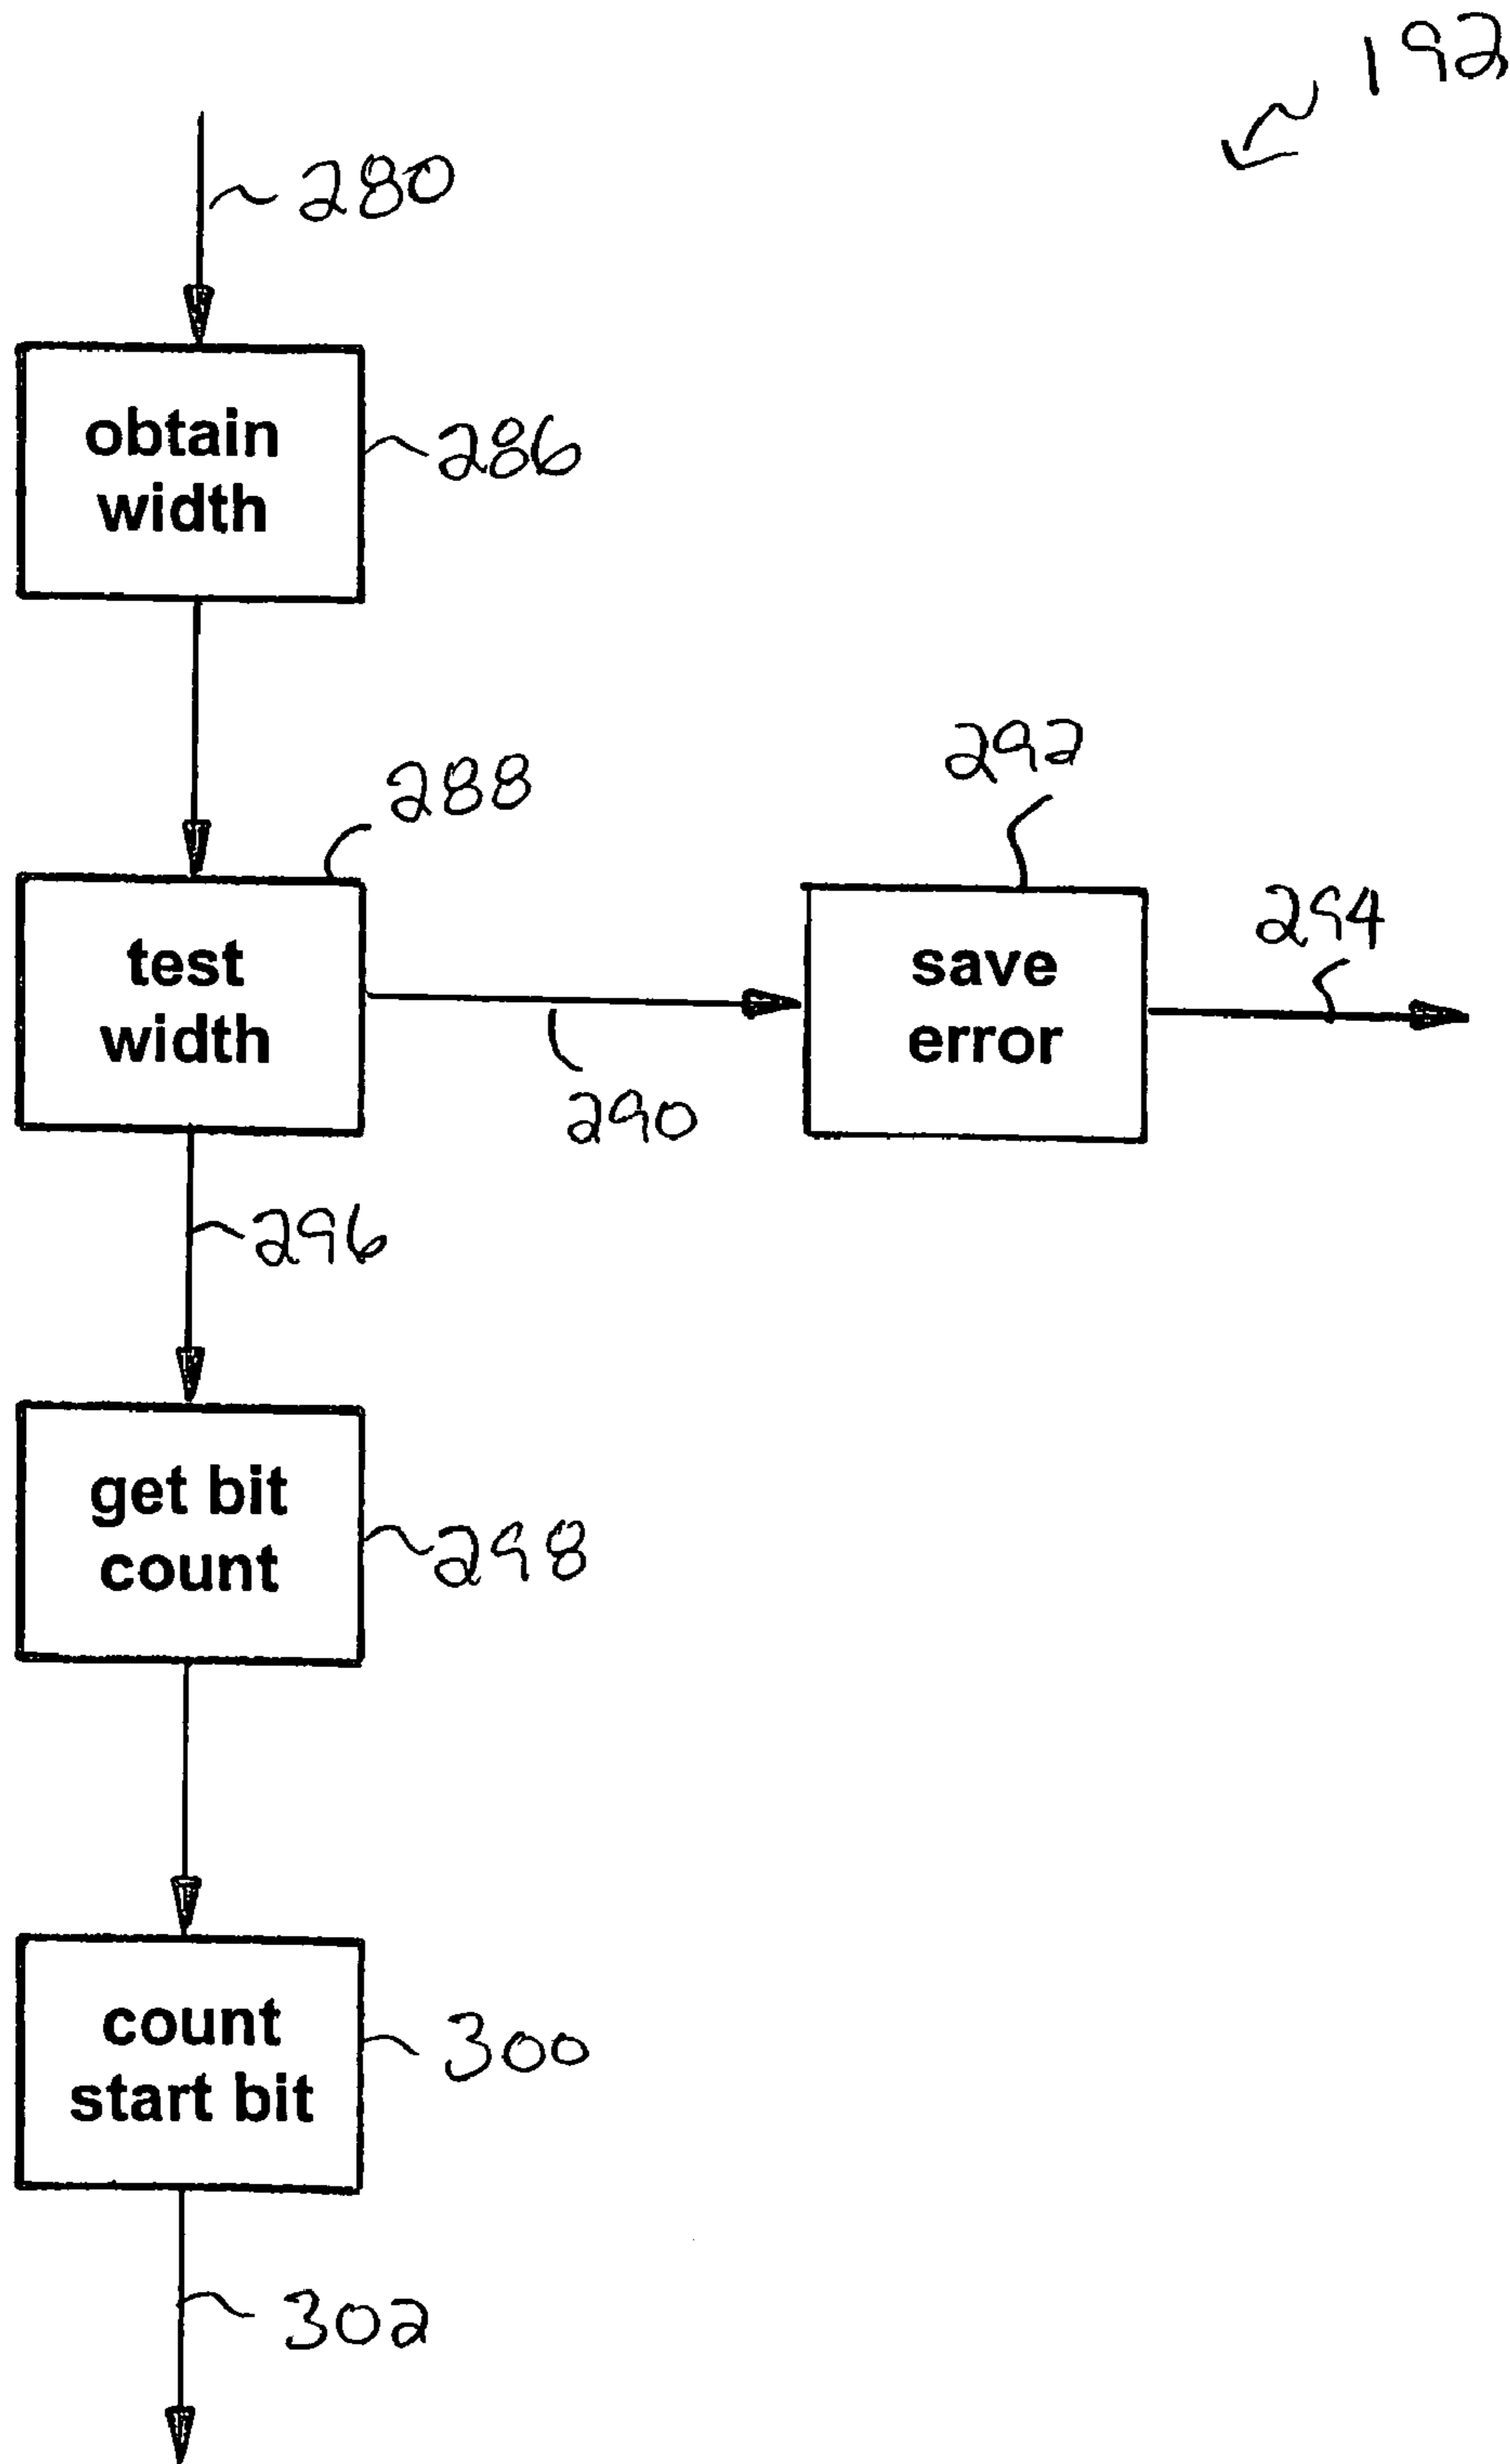 192
280
obtain
width
286
288
292
test
width
save
error
294
290
296
get bit
count
298
count
start bit
300
302